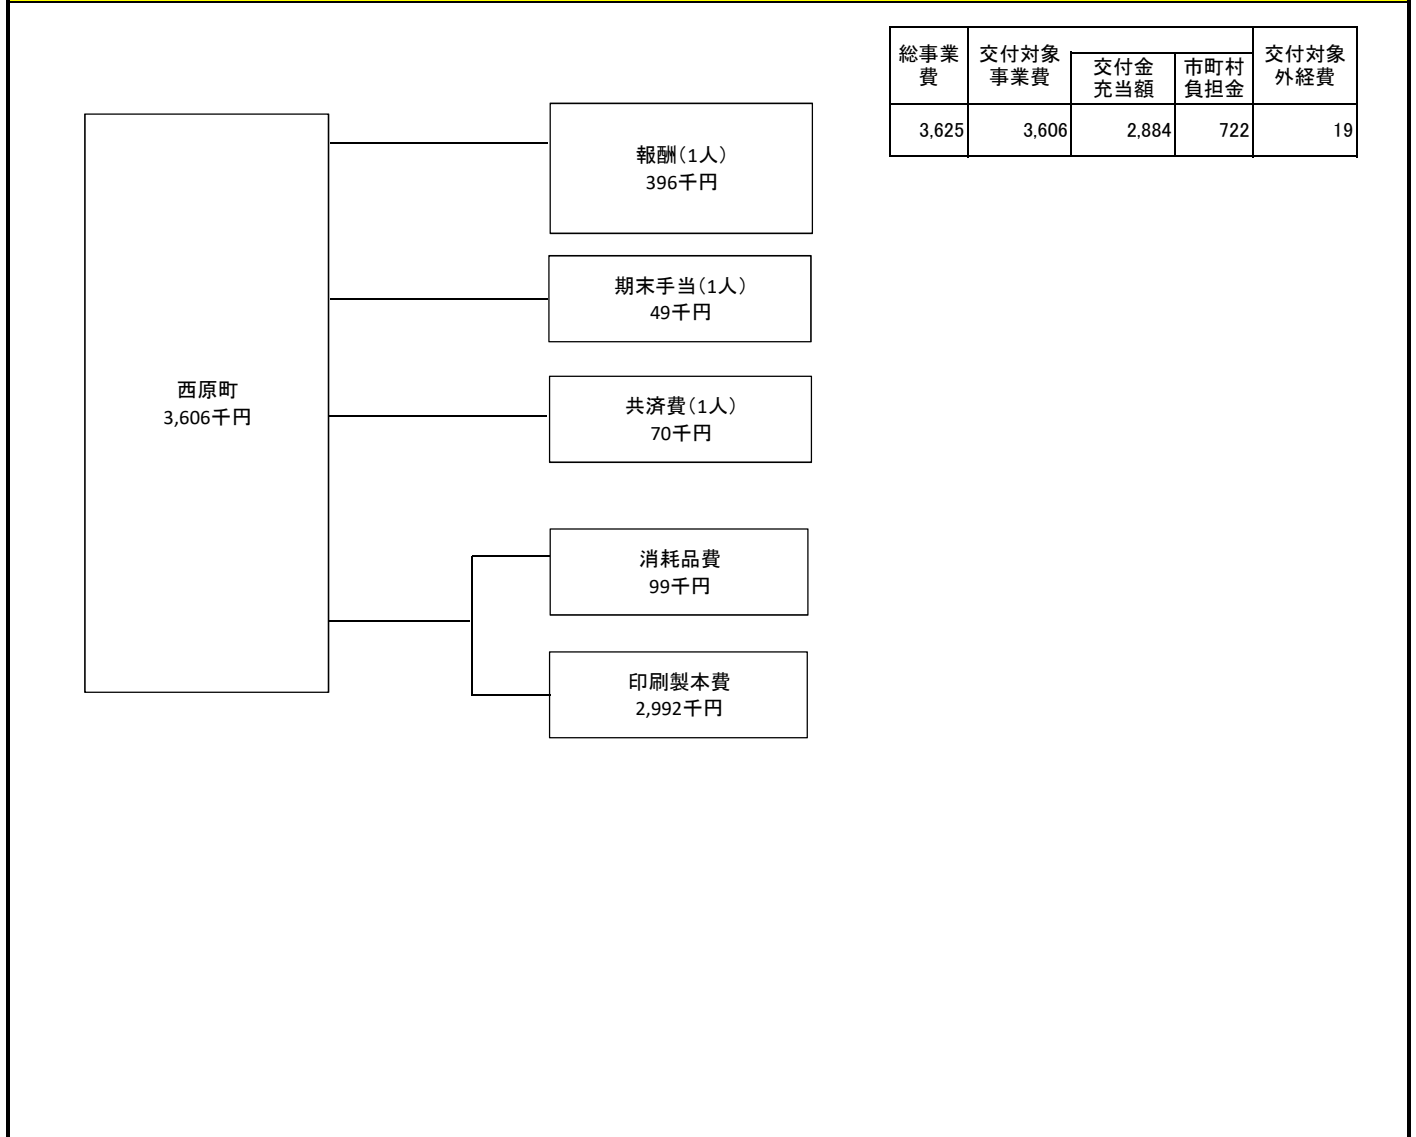 総事業
費
交付対象
事業費
交付金
充当額
市町村
負担金
交付対象
外経費
3,625
3,606
2,884
722
19
西原町
3,606千円
報酬(1人)
396千円
期末手当(1人)
49千円
共済費(1人)
70千円
消耗品費
99千円
印刷製本費
2,992千円